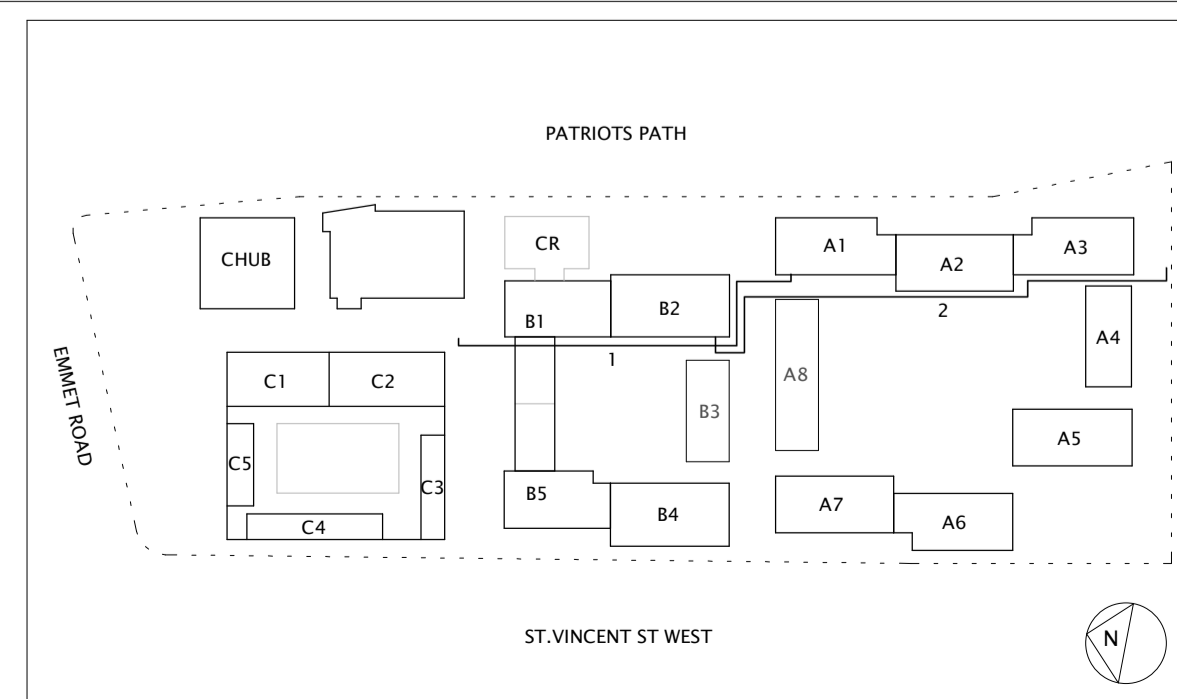 PATRIOTS PATH
CHUB
CR
A1
A2
A3
B1
B2
1
2
A4
EMMET ROAD
C1
C2
B3
A8
A5
C5
C3
C4
B5
B4
A7
A6
ST.VINCENT ST WEST
N